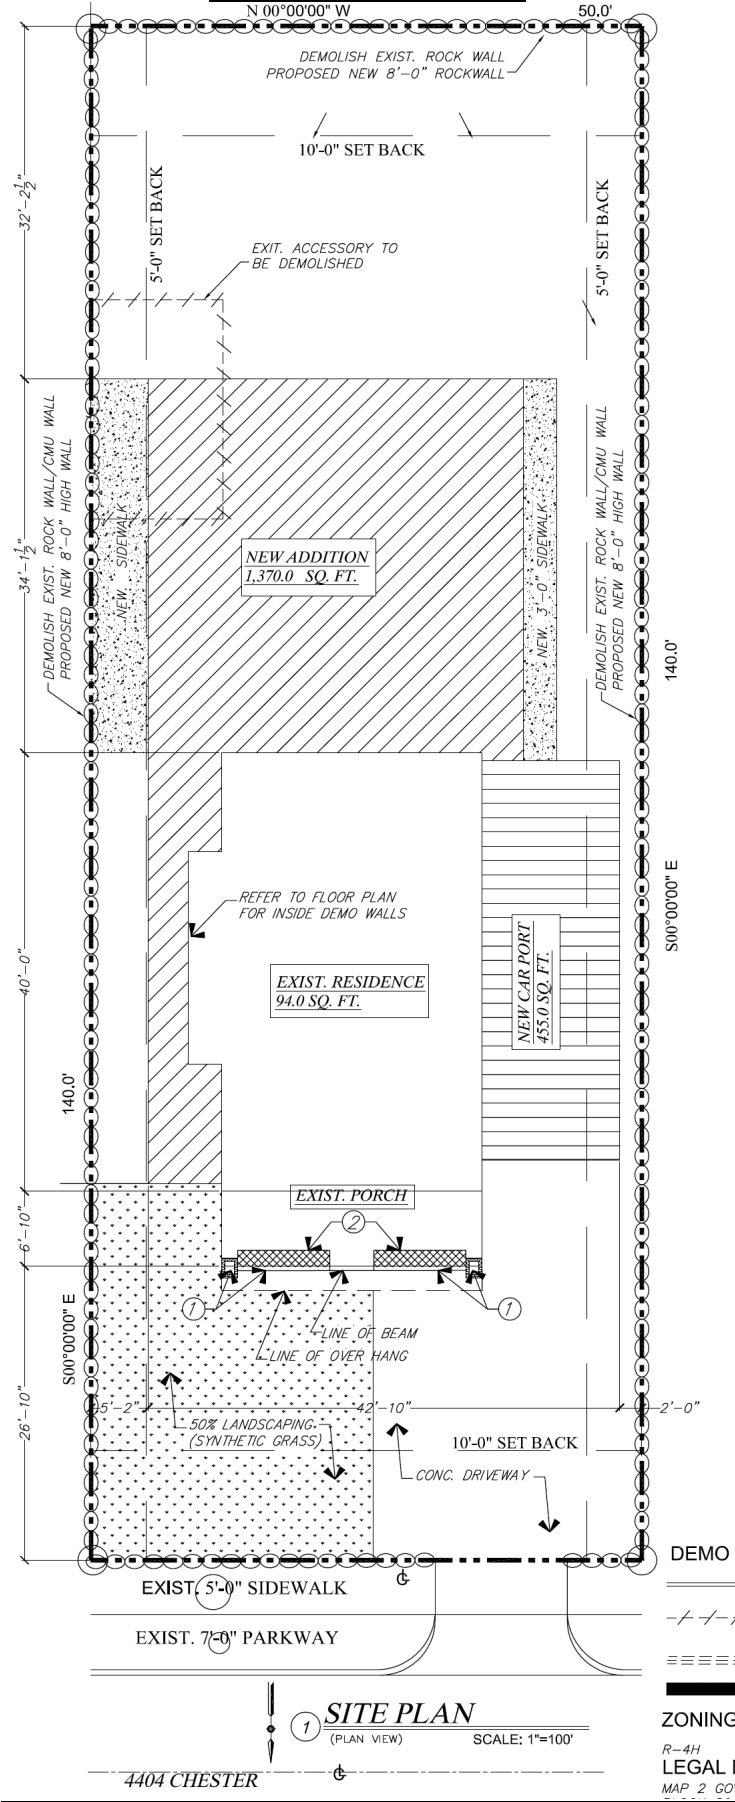 N 00°00'00" W
50.0'
DEMOLISH EXIST. ROCK WALL
PROPOSED NEW 8'-0" ROCKWALL
10'-0" SET BACK
32'-2½"
5'-0" SET BACK
5'-0" SET BACK
EXIT. ACCESSORY TO
BE DEMOLISHED
DEMOLISH EXIST. ROCK WALL/CMU WALL
PROPOSED NEW 8'-0" HIGH WALL
NEW. SIDEWALK
NEW ADDITION
1,370.0 SQ. FT.
NEW. 3'-0" SIDEWALK
DEMOLISH EXIST. ROCK WALL/CMU WALL
PROPOSED NEW 8'-0" HIGH WALL
34'-1½"
140.0'
S00°00'00" E
REFER TO FLOOR PLAN
FOR INSIDE DEMO WALLS
EXIST. RESIDENCE
94.0 SQ. FT.
NEW CAR PORT
455.0 SQ. FT.
40'-0"
140.0'
S00°00'00" E
EXIST. PORCH
2
6'-10"
1
1
LINE OF BEAM
LINE OF OVER HANG
5'-2"
42'-10"
2'-0"
26'-10"
50% LANDSCAPING
(SYNTHETIC GRASS)
10'-0" SET BACK
CONC. DRIVEWAY
EXIST. 5'-0" SIDEWALK
EXIST. 7'-0" PARKWAY
DEMO
1 SITE PLAN
(PLAN VIEW)
SCALE: 1"=100'
4404 CHESTER
ZONING
R-4H
LEGAL
MAP 2